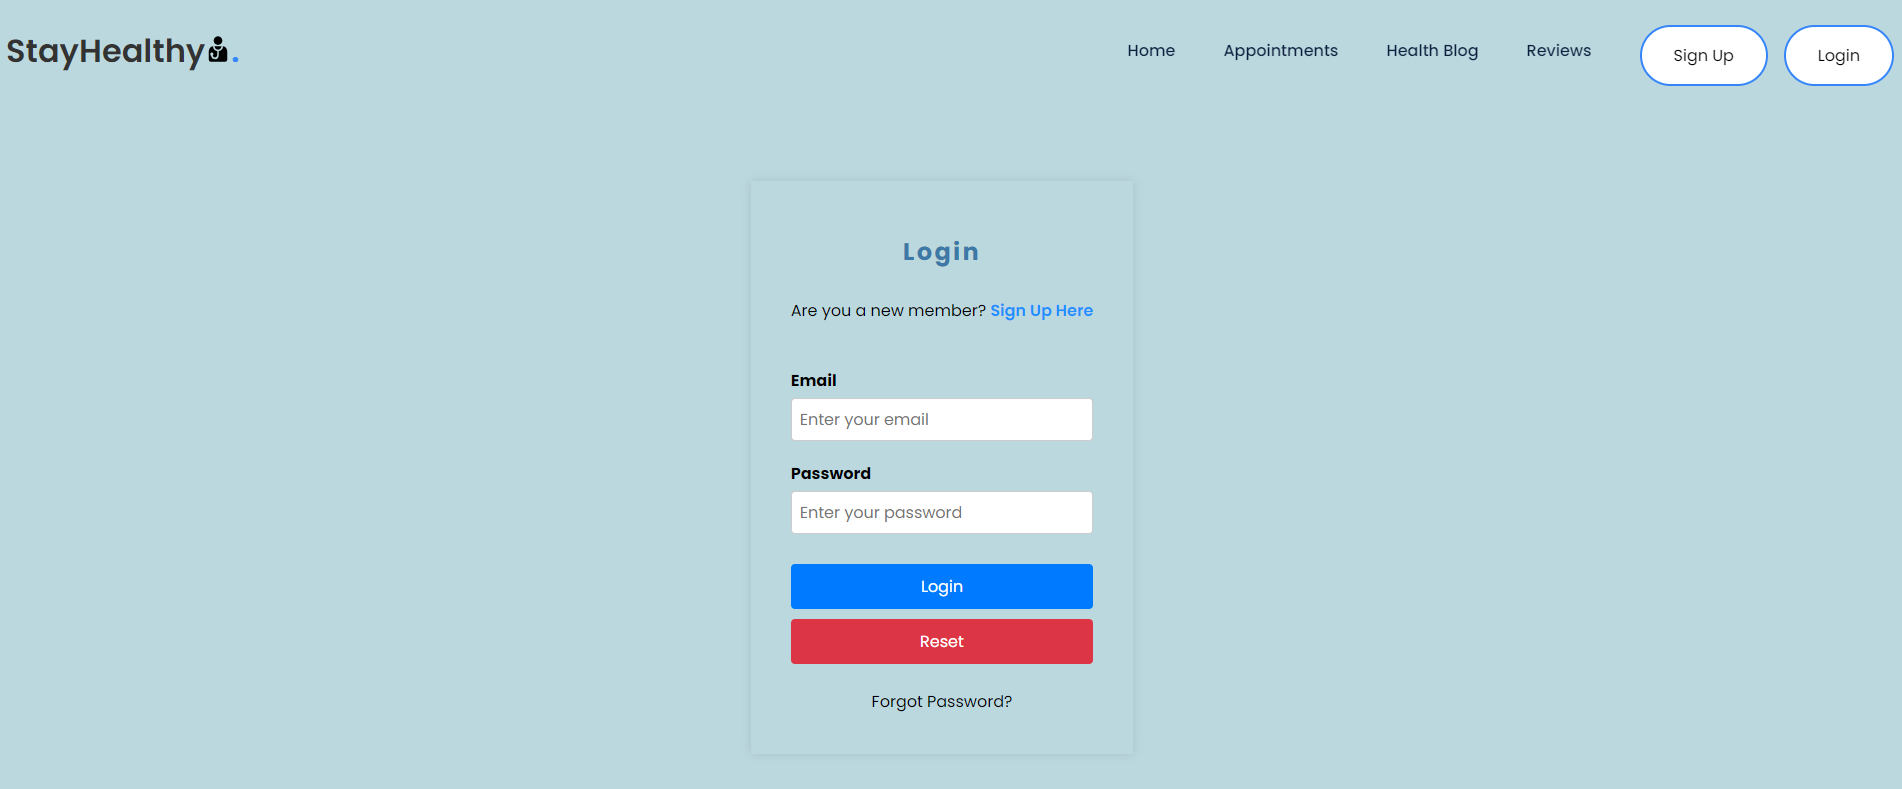 StayHealthy.
Home Appointments Health Blog Reviews Sign Up Login
Login
Are you a new member? Sign Up Here
Email
Enter your email
Password
Enter your password
Login
Reset
Forgot Password?